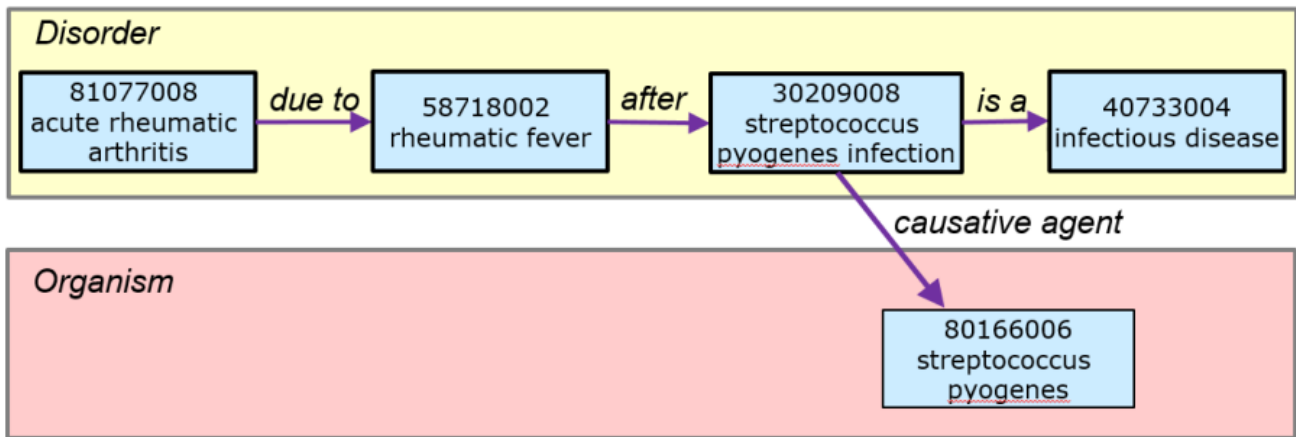 Disorder
81077008
acute rheumatic
arthritis
due to
58718002
rheumatic fever
after
30209008
streptococcus
pyogenes infection
is a
40733004
infectious disease
causative agent
Organism
80166006
streptococcus
pyogenes